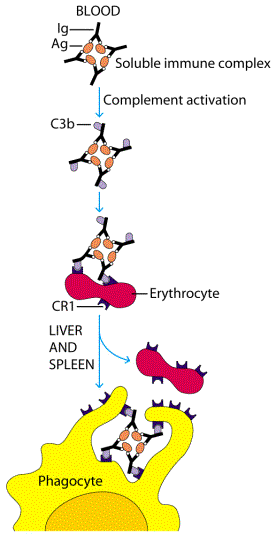 BLOOD
Ig
Ag
Soluble immune complex
Complement activation
C3b
Erythrocyte
CR1
LIVER
AND
SPLEEN
Phagocyte